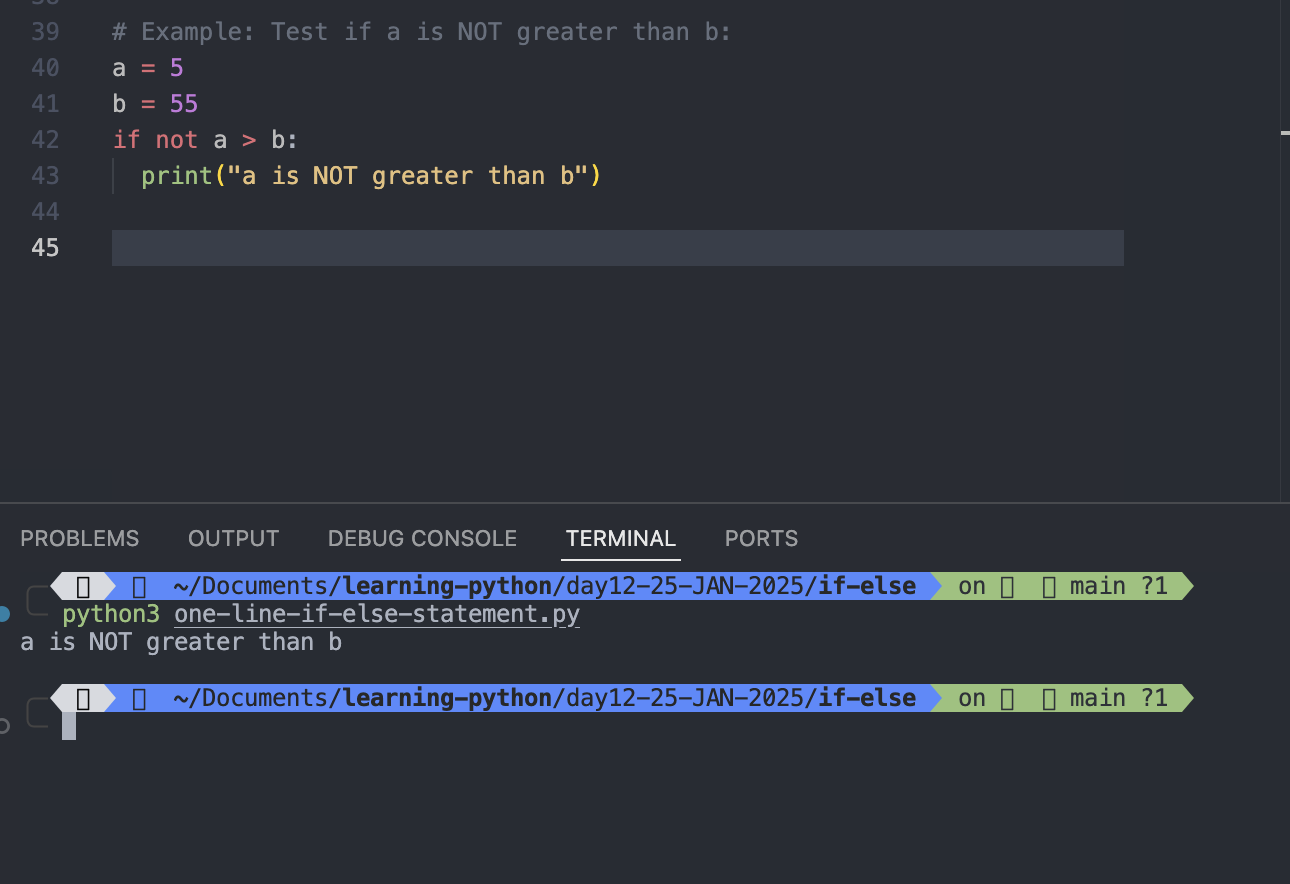 39 # Example: Test if a is NOT greater than b:
40 a = 5
41 b = 55
42 if not a > b:
43 print("a is NOT greater than b")
44
45
PROBLEMS OUTPUT DEBUG CONSOLE TERMINAL PORTS
~/Documents/learning-python/day12-25-JAN-2025/if-else on main ?1
python3 one-line-if-else-statement.py
a is NOT greater than b
~/Documents/learning-python/day12-25-JAN-2025/if-else on main ?1